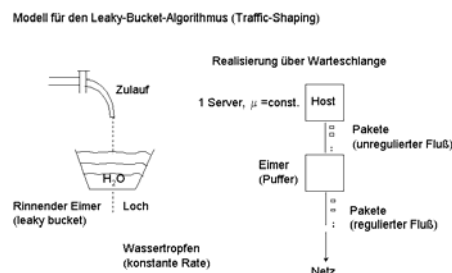 Modell für den Leaky-Bucket-Algorithmus (Traffic-Shaping)
Zulauf
H₂O
Rinnender Eimer
(leaky bucket)
Loch
Wassertropfen
(konstante Rate)
Realisierung über Warteschlange
1 Server, μ =const.
Host
Pakete
(unregulierter Fluß)
Eimer
(Puffer)
Pakete
(regulierter Fluß)
Netz